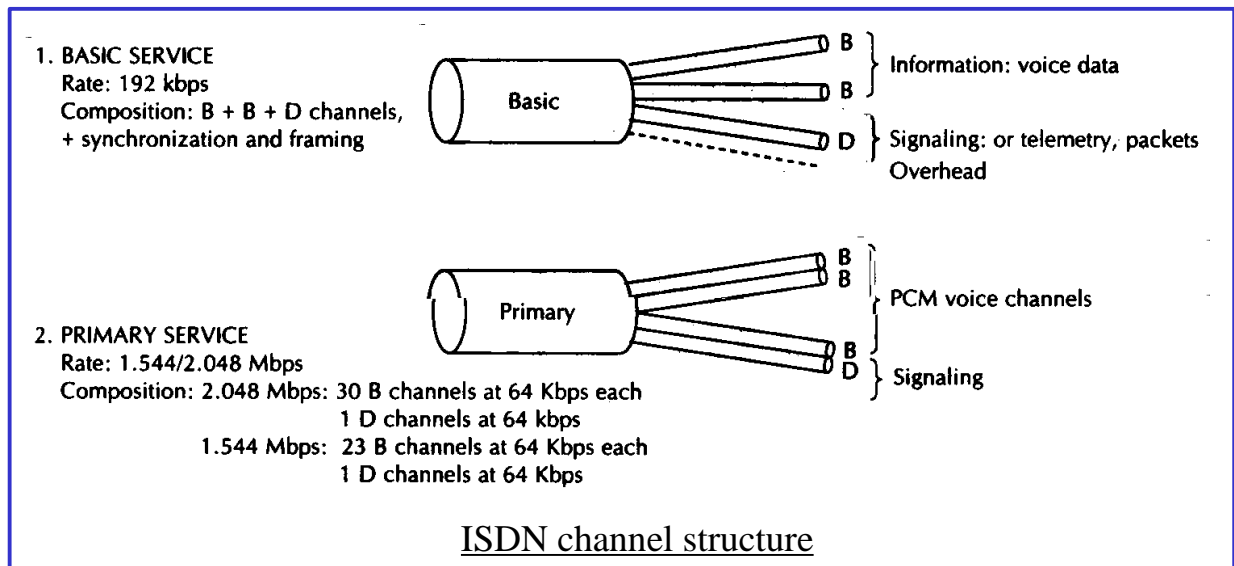 1. BASIC SERVICE
Rate: 192 kbps
Composition: B + B + D channels,
+ synchronization and framing
Basic
B
B
Information: voice data
D
Signaling: or telemetry, packets
Overhead
2. PRIMARY SERVICE
Rate: 1.544/2.048 Mbps
Composition: 2.048 Mbps: 30 B channels at 64 Kbps each
1 D channels at 64 kbps
1.544 Mbps: 23 B channels at 64 Kbps each
1 D channels at 64 Kbps
Primary
B
B
PCM voice channels
B
D
Signaling
ISDN channel structure